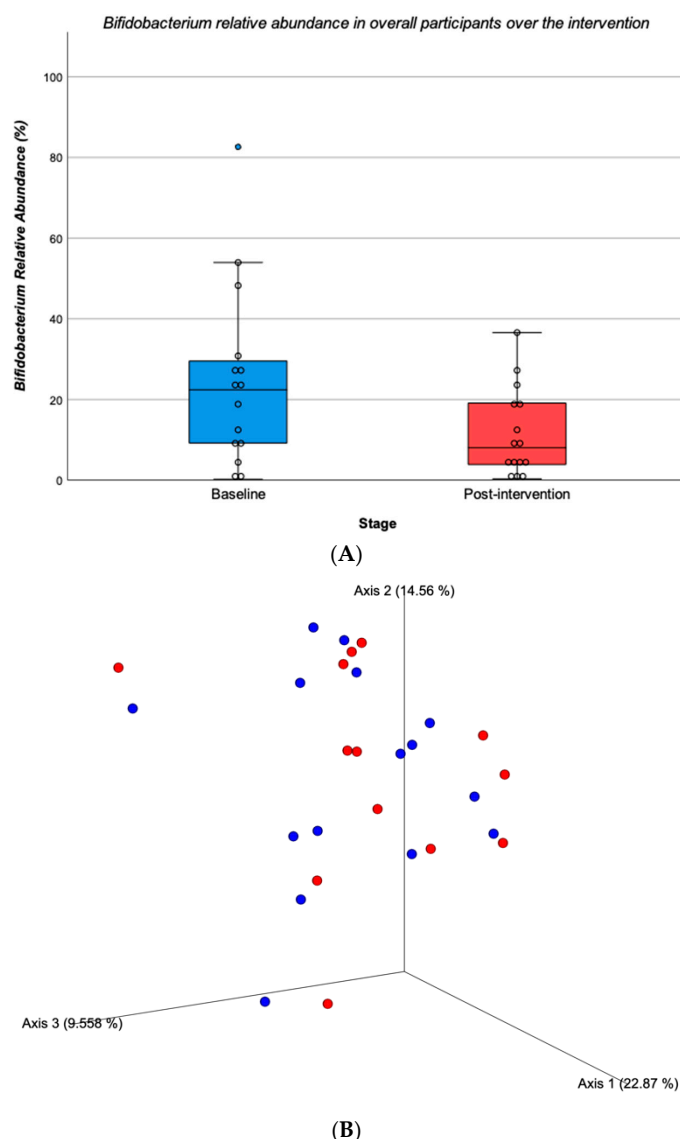 Bifidobacterium relative abundance in overall participants over the intervention
Bifidobacterium Relative Abundance (%)
100
80
60
40
20
0
Baseline
Post-intervention
Stage
(A)
Axis 2 (14.56 %)
Axis 3 (9.558 %)
Axis 1 (22.87 %)
(B)